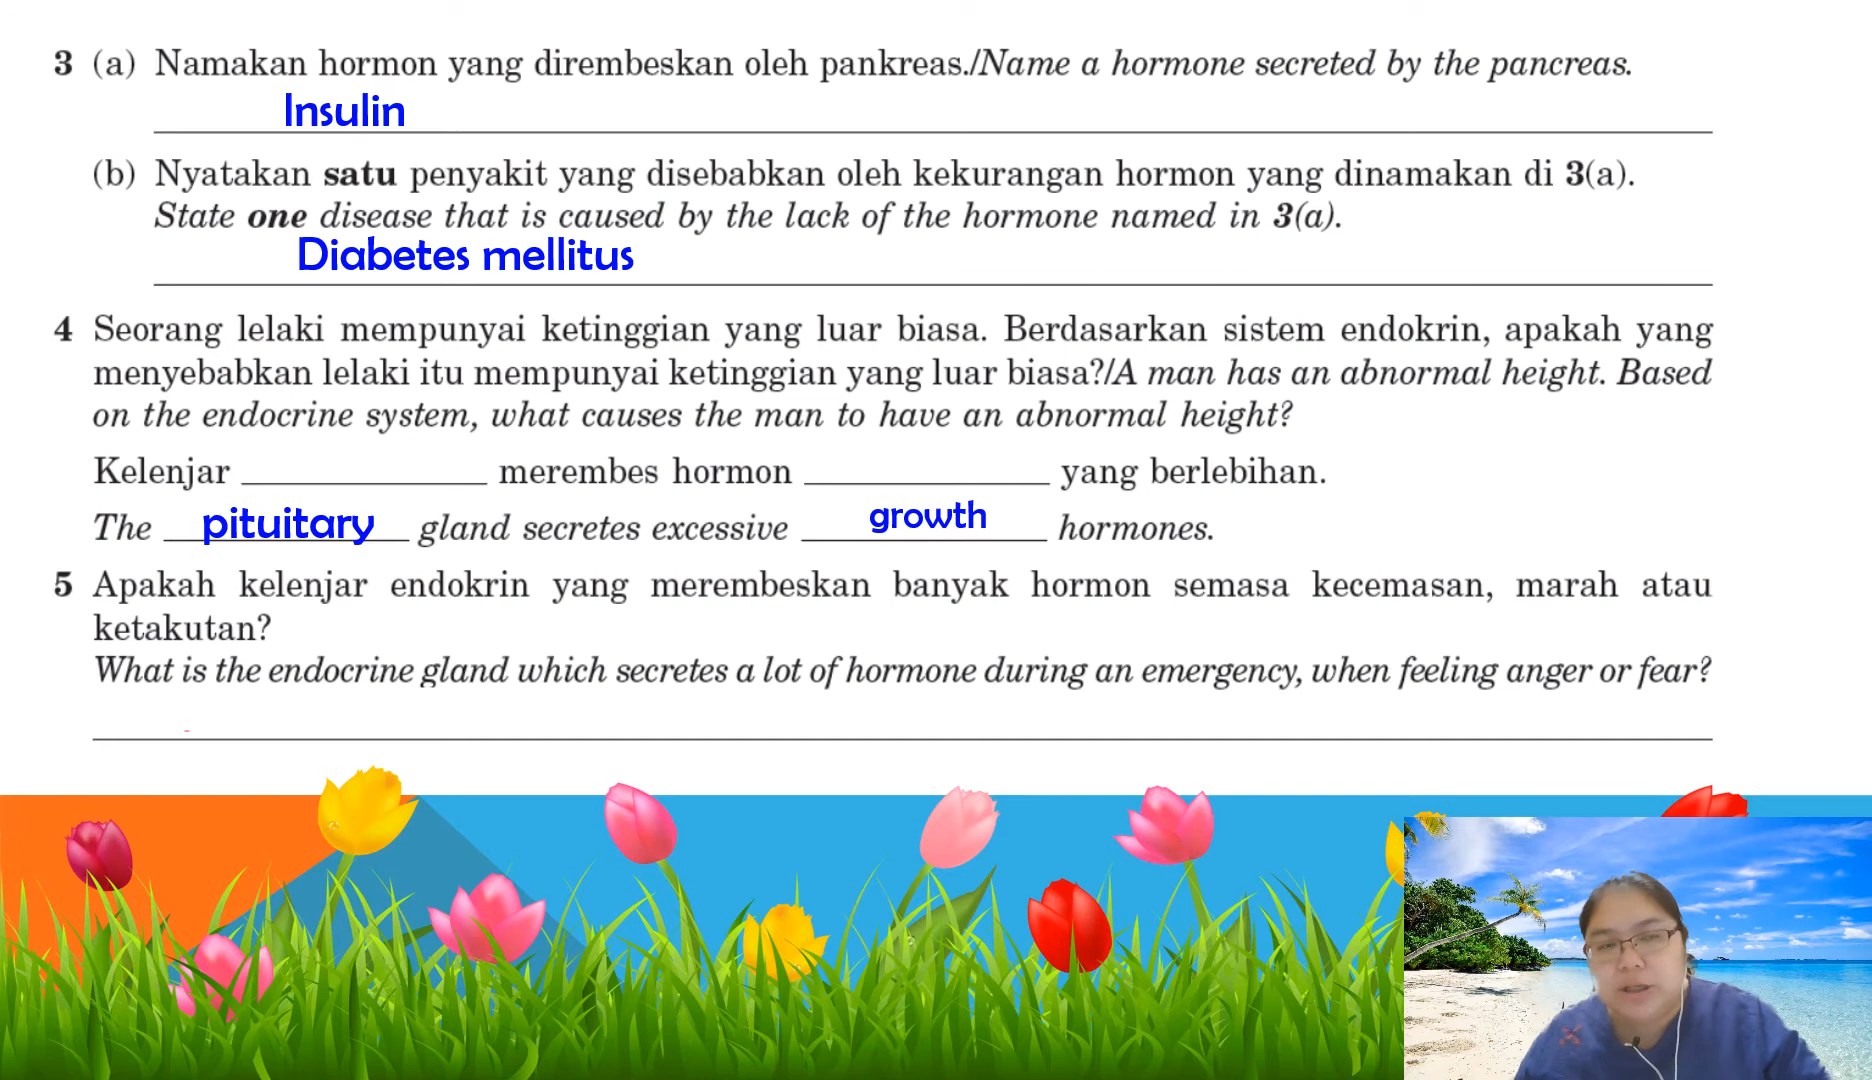 3 (a) Namakan hormon yang dirembeskan oleh pankreas./Name a hormone secreted by the pancreas.
Insulin
(b) Nyatakan satu penyakit yang disebabkan oleh kekurangan hormon yang dinamakan di 3(a).
State one disease that is caused by the lack of the hormone named in 3(a).
Diabetes mellitus
4 Seorang lelaki mempunyai ketinggian yang luar biasa. Berdasarkan sistem endokrin, apakah yang
menyebabkan lelaki itu mempunyai ketinggian yang luar biasa?/A man has an abnormal height. Based
on the endocrine system, what causes the man to have an abnormal height?
Kelenjar ____________ merembes hormon ____________ yang berlebihan.
The pituitary gland secretes excessive growth hormones.
5 Apakah kelenjar endokrin yang merembeskan banyak hormon semasa kecemasan, marah atau
ketakutan?
What is the endocrine gland which secretes a lot of hormone during an emergency, when feeling anger or fear?